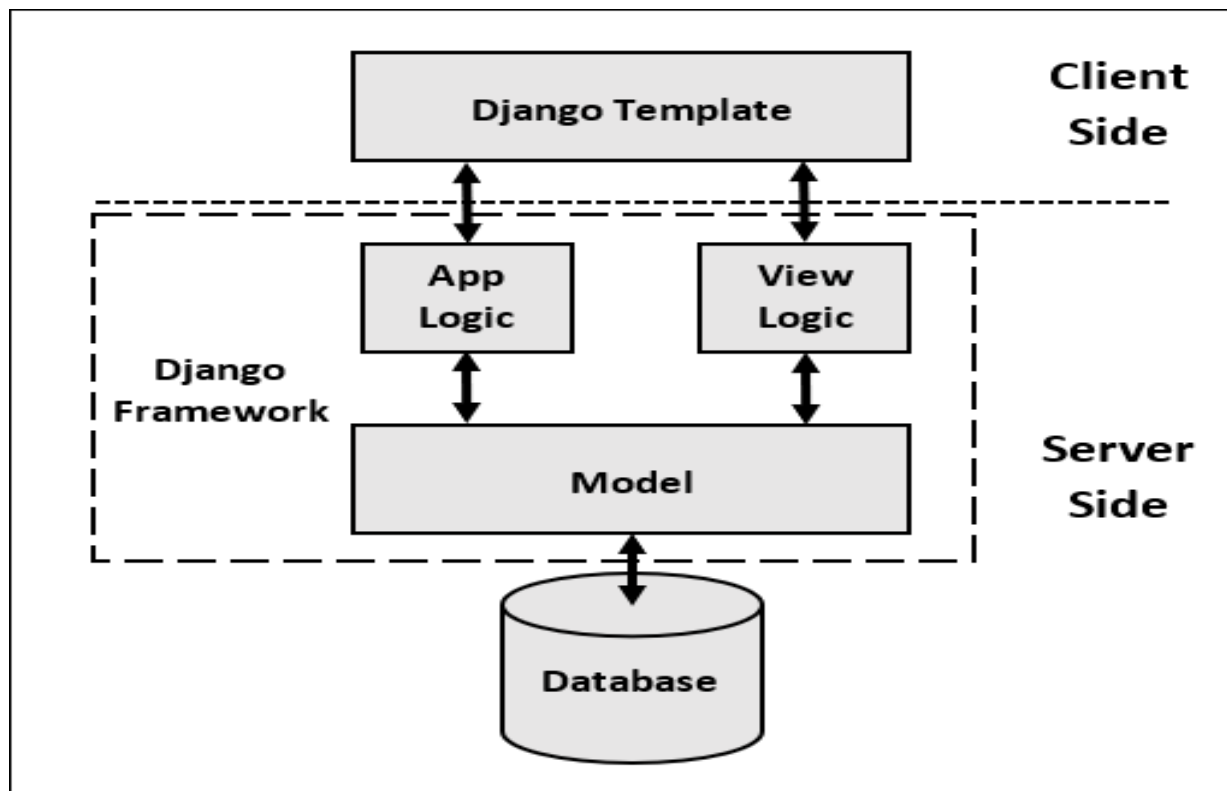 Django Template
Client
Side
App
Logic
View
Logic
Django
Framework
Model
Server
Side
Database